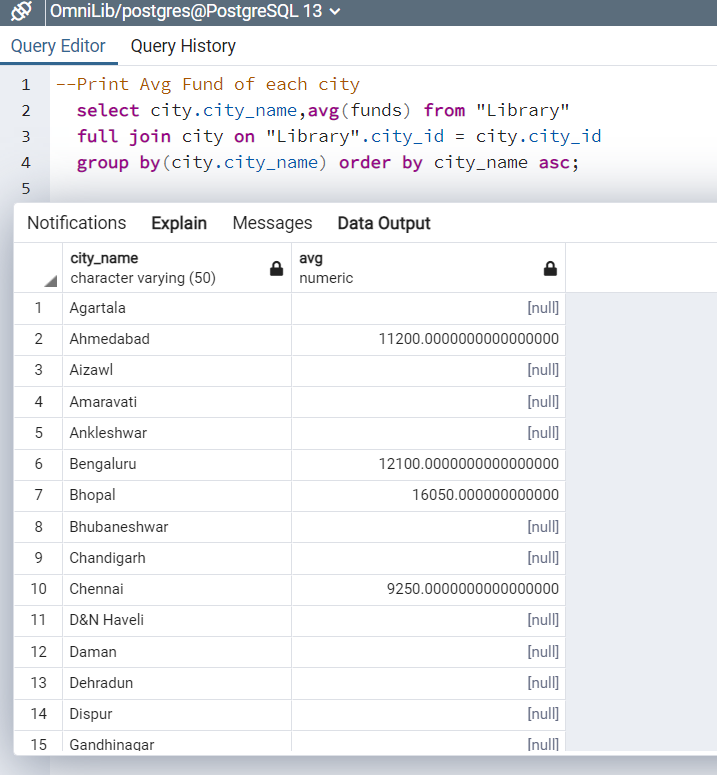 OmniLib/postgres@PostgreSQL 13
Query Editor Query History
1 --Print Avg Fund of each city
2 select city.city_name,avg(funds) from "Library"
3 full join city on "Library".city_id = city.city_id
4 group by(city.city_name) order by city_name asc;
5
Notifications Explain Messages Data Output
city_name avg
character varying (50) numeric
1 Agartala [null]
2 Ahmedabad 11200.0000000000000000
3 Aizawl [null]
4 Amaravati [null]
5 Ankleshwar [null]
6 Bengaluru 12100.0000000000000000
7 Bhopal 16050.000000000000
8 Bhubaneshwar [null]
9 Chandigarh [null]
10 Chennai 9250.0000000000000000
11 D&N Haveli [null]
12 Daman [null]
13 Dehradun [null]
14 Dispur [null]
15 Gandhinagar [null]